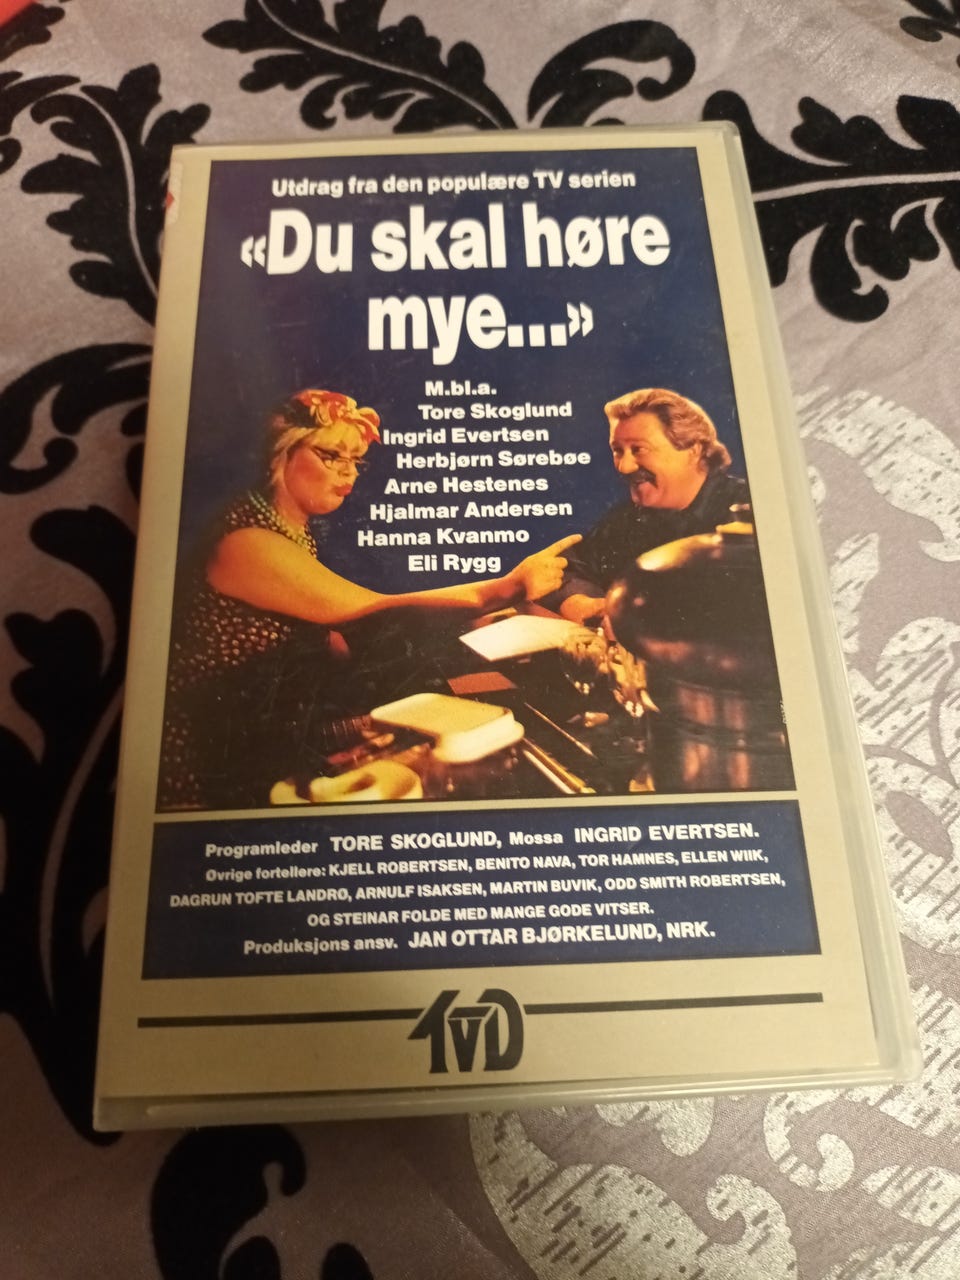 Utdrag fra den populære TV serien
«Du skal høre
mye...»
M.bl.a.
Tore Skoglund
Ingrid Evertsen
Herbjørn Sørebøe
Arne Hestenes
Hjalmar Andersen
Hanna Kvanmo
Eli Rygg
Programleder TORE SKOGLUND, Mossa INGRID EVERTSEN.
Øvrige fortellere: KJELL ROBERTSEN, BENITO NAVA, TOR HAMNES, ELLEN WIIK,
DAGRUN TOFTE LANDRØ, ARNULF ISAKSEN, MARTIN BUVIK, ODD SMITH ROBERTSEN,
OG STEINAR FOLDE MED MANGE GODE VITSER.
Produksjons ansv. JAN OTTAR BJØRKELUND, NRK.
TVD